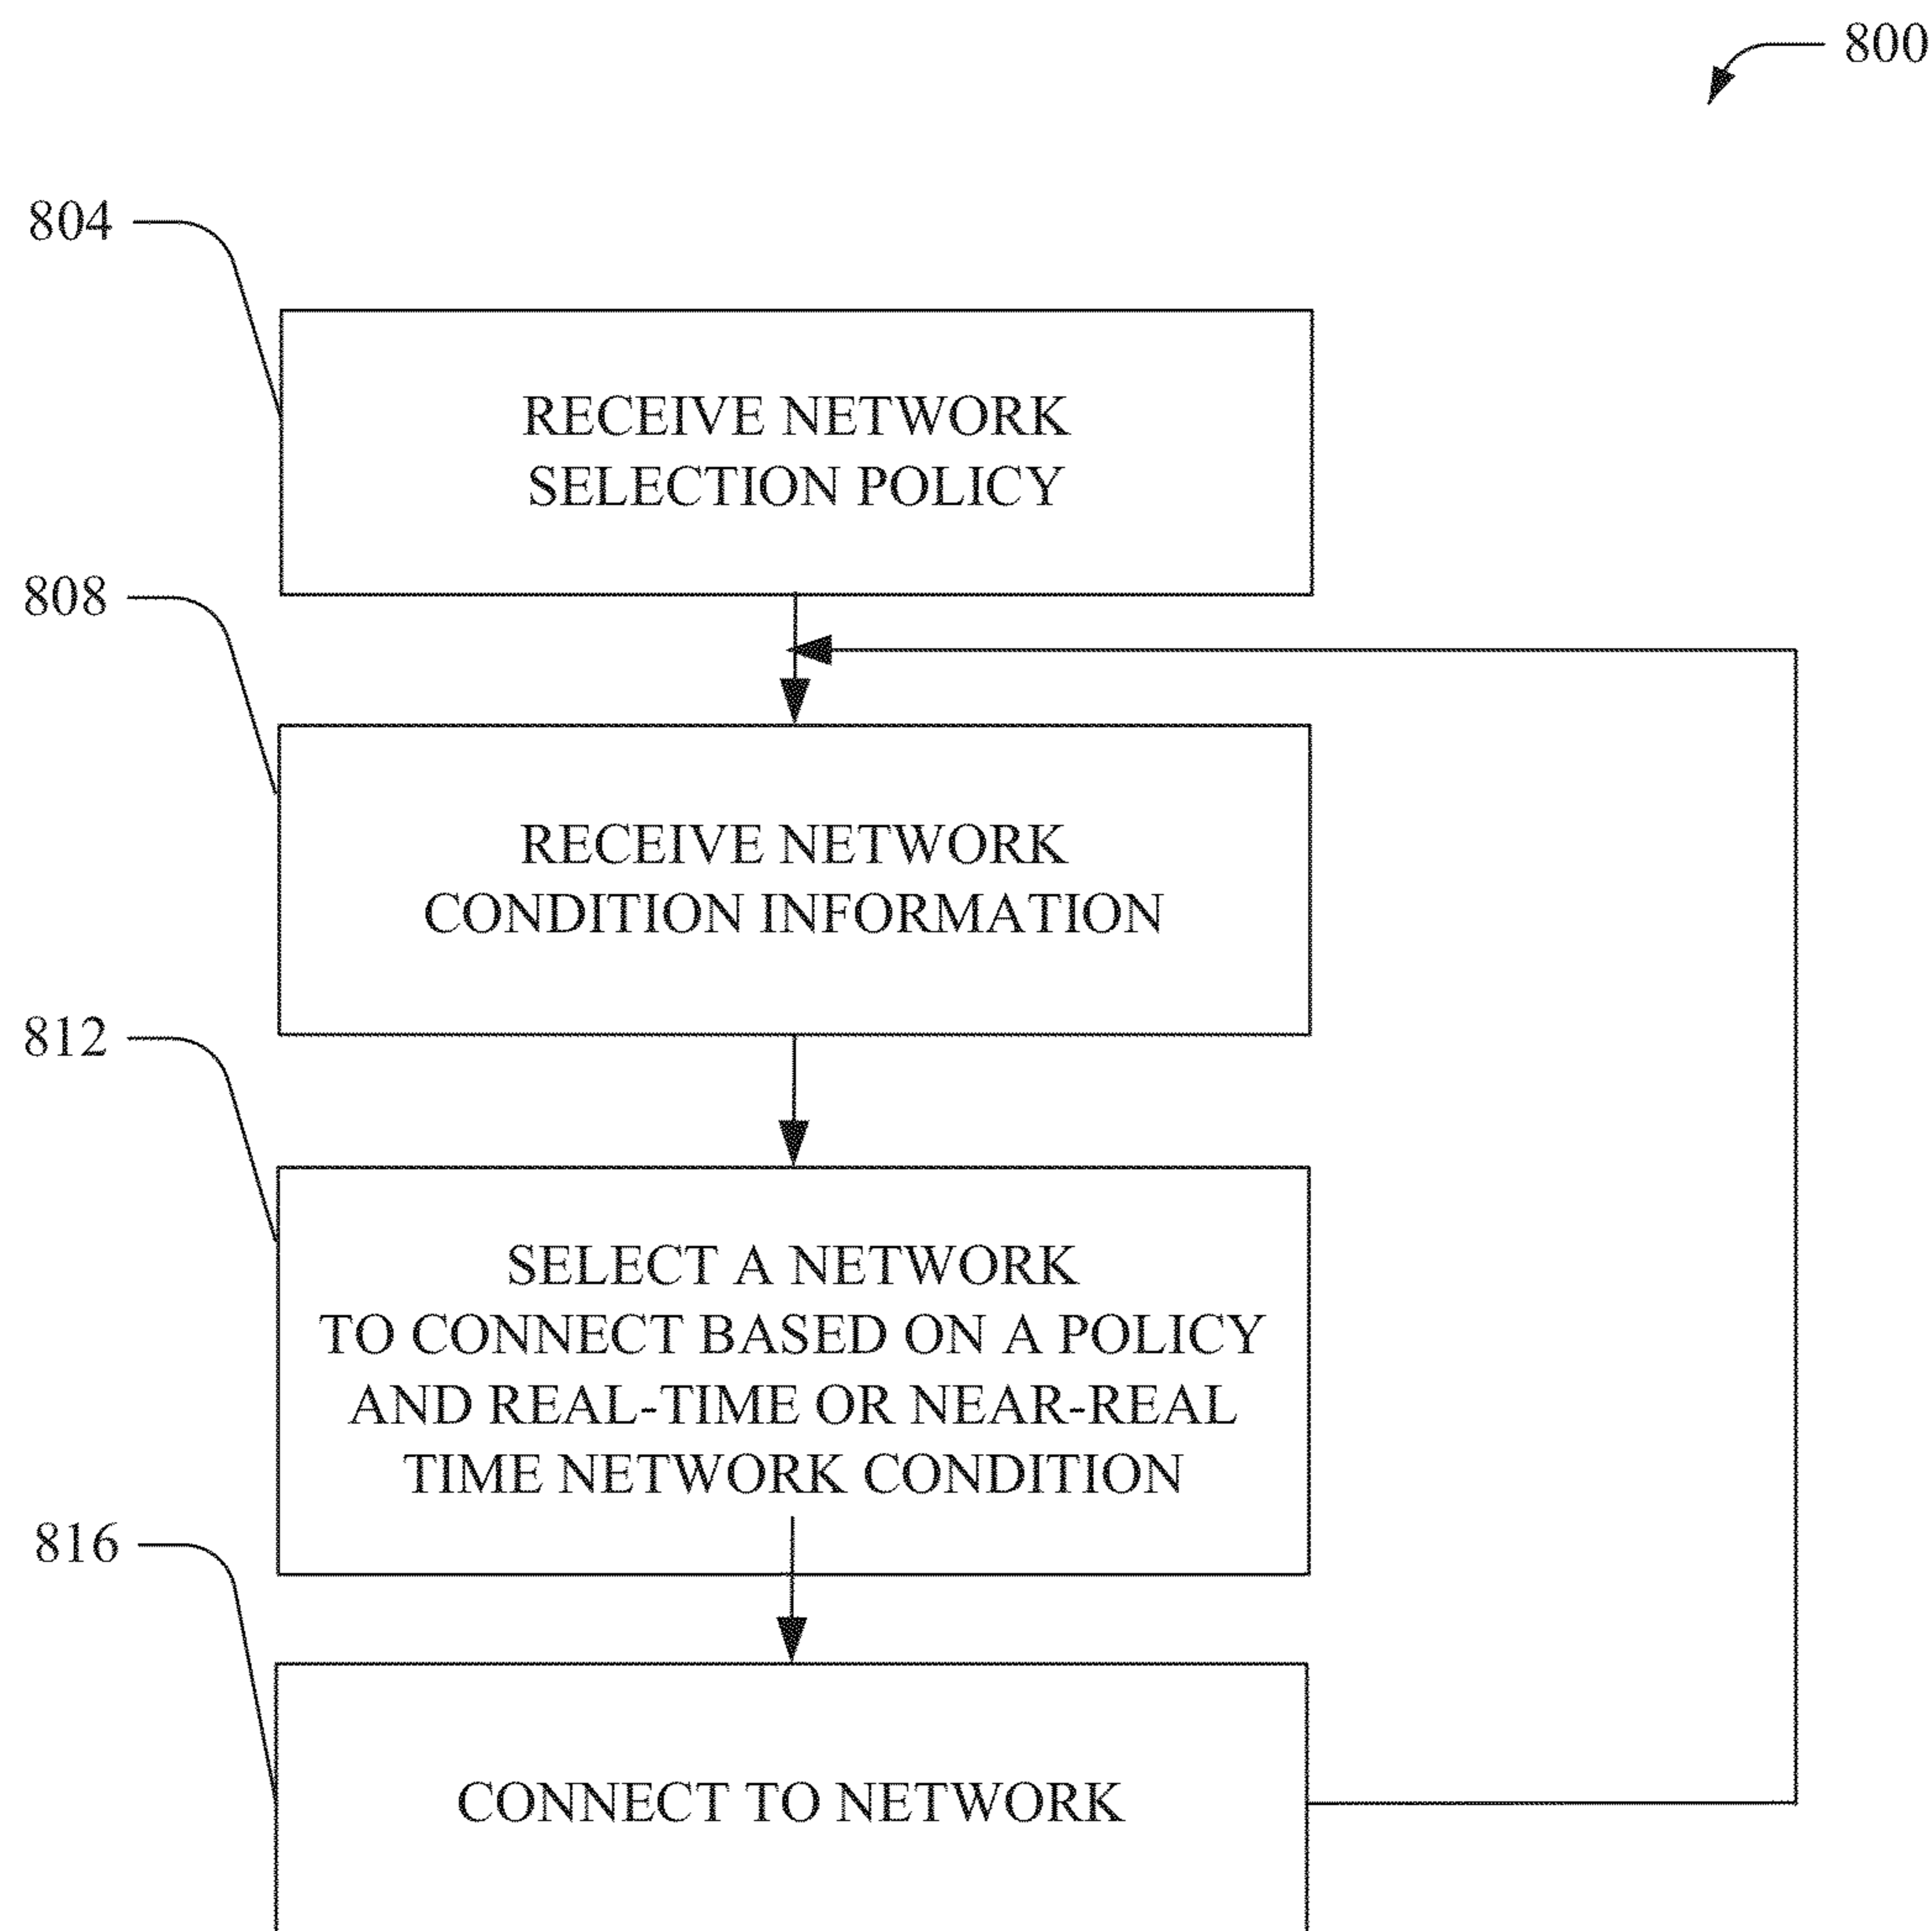 800
804
RECEIVE NETWORK
SELECTION POLICY
808
RECEIVE NETWORK
CONDITION INFORMATION
812
SELECT A NETWORK
TO CONNECT BASED ON A POLICY
AND REAL-TIME OR NEAR-REAL
TIME NETWORK CONDITION
816
CONNECT TO NETWORK